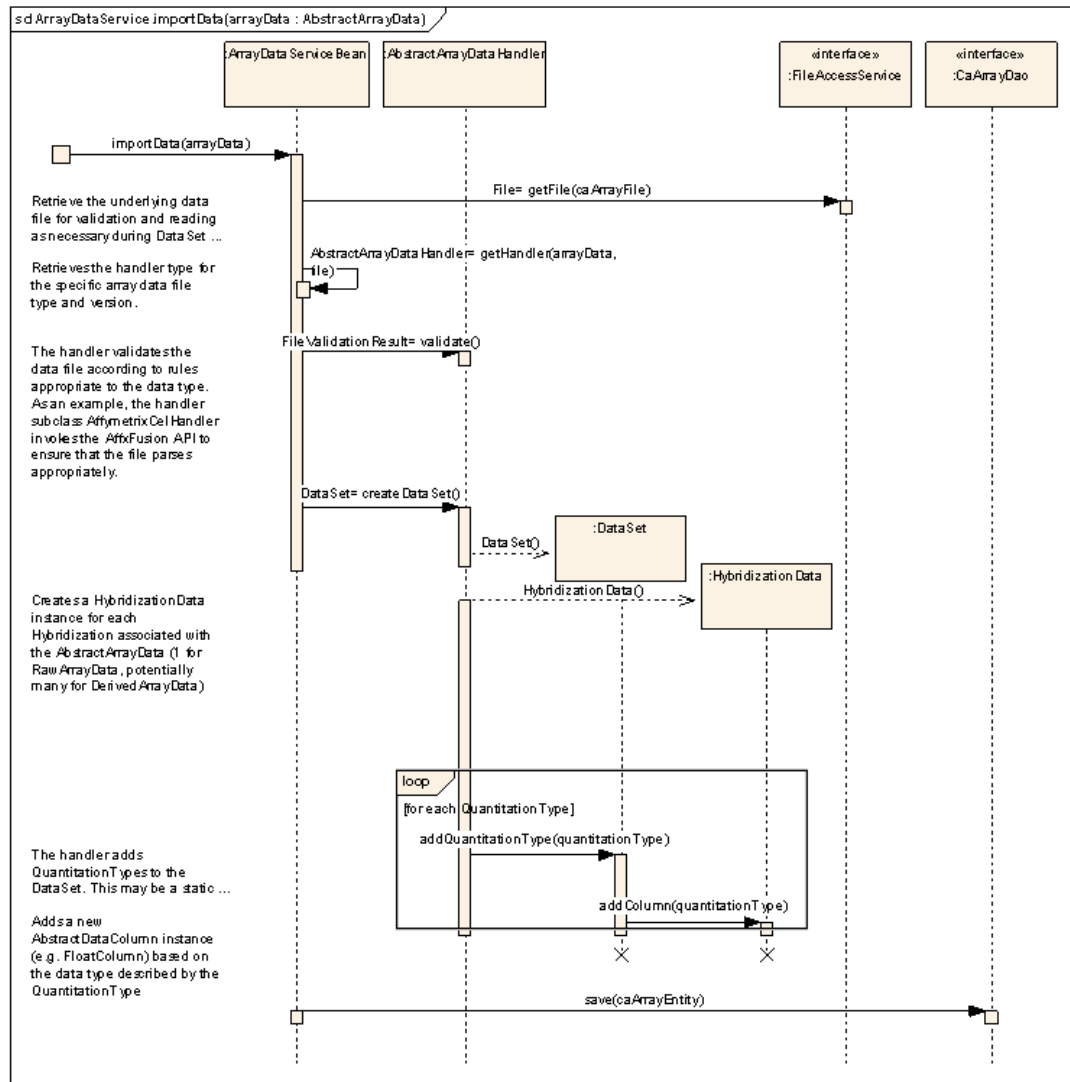 sd ArrayDataService.importData(arrayData : AbstractArrayData)
:ArrayDataServiceBean
:AbstractArrayDataHandler
«interface»
:FileAccessService
«interface»
:CaArrayDao
importData(arrayData)
File= getFile(caArrayFile)
Retrieve the underlying data
file for validation and reading
as necessary during DataSet ...
AbstractArrayDataHandler= getHandler(arrayData,
file)
Retrieves the handler type for
the specific array data file
type and version.
FileValidationResult= validate()
The handler validates the
data file according to rules
appropriate to the data type.
As an example, the handler
subclass AffymetrixCelHandler
invokes the AffxFusion API to
ensure that the file parses
appropriately.
DataSet= createDataSet()
:DataSet
DataSet()
:HybridizationData
HybridizationData()
Creates a HybridizationData
instance for each
Hybridization associated with
the AbstractArrayData (1 for
RawArrayData, potentially
many for DerivedArrayData)
loop
[for each QuantitationType]
addQuantitationType(quantitationType)
The handler adds
QuantitationTypes to the
DataSet. This may be a static ...
addColumn(quantitationType)
Adds a new
AbstractDataColumn instance
(e.g. FloatColumn) based on
the data type described by the
QuantitationType
save(caArrayEntity)